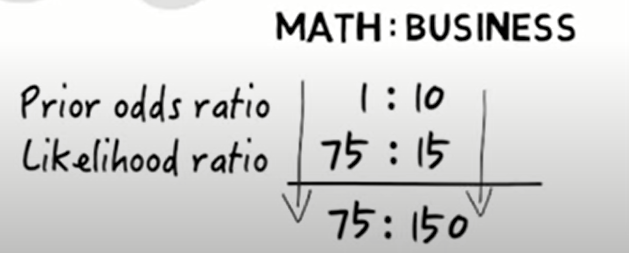 MATH : BUSINESS
Prior odds ratio 1 : 10
Likelihood ratio 75 : 15
75 : 150